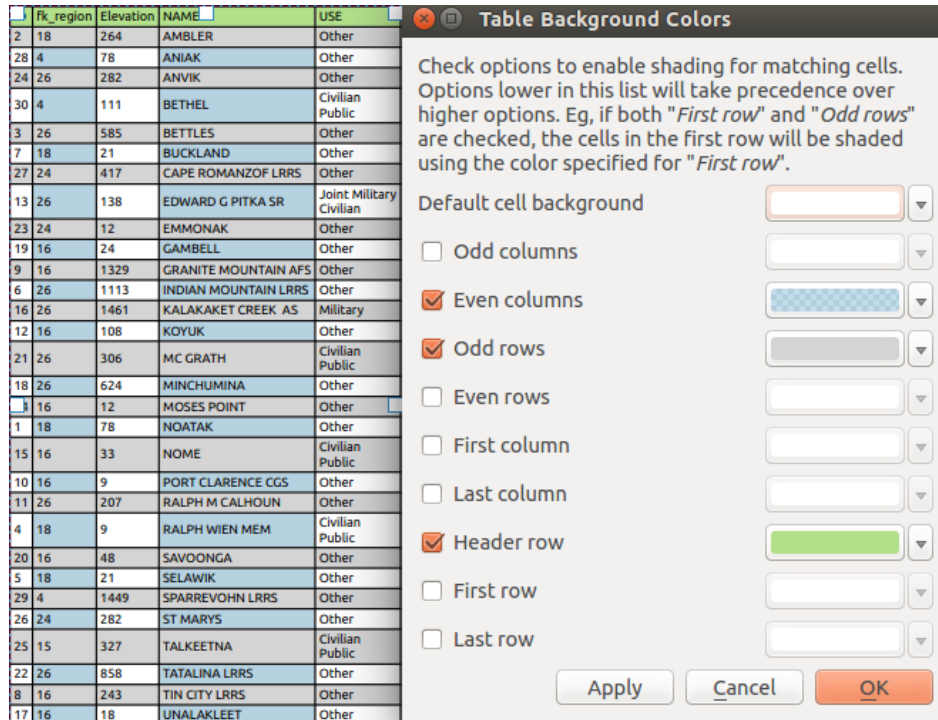 fk_region Elevation NAME USE
2 18 264 AMBLER Other
28 4 78 ANIAK Other
24 26 282 ANVIK Other
30 4 111 BETHEL Civilian
Public
3 26 585 BETTLES Other
7 18 21 BUCKLAND Other
27 24 417 CAPE ROMANZOF LRRS Other
13 26 138 EDWARD G PITKA SR Joint Military
Civilian
23 24 12 EMMONAK Other
19 16 24 GAMBELL Other
9 16 1329 GRANITE MOUNTAIN AFS Other
6 26 1113 INDIAN MOUNTAIN LRRS Other
16 26 1461 KALAKAKET CREEK AS Military
12 16 108 KOYUK Other
21 26 306 MC GRATH Civilian
Public
18 26 624 MINCHUMINA Other
16 12 MOSES POINT Other
1 18 78 NOATAK Other
15 16 33 NOME Civilian
Public
10 16 9 PORT CLARENCE CGS Other
11 26 207 RALPH M CALHOUN Other
4 18 9 RALPH WIEN MEM Civilian
Public
20 16 48 SAVOONGA Other
5 18 21 SELAWIK Other
29 4 1449 SPARREVOHN LRRS Other
26 24 282 ST MARYS Other
25 15 327 TALKEETNA Civilian
Public
22 26 858 TATALINA LRRS Other
8 16 243 TIN CITY LRRS Other
17 16 18 UNALAKLEET Other
Table Background Colors
Check options to enable shading for matching cells.
Options lower in this list will take precedence over
higher options. Eg, if both "First row" and "Odd rows"
are checked, the cells in the first row will be shaded
using the color specified for "First row".
Default cell background
Odd columns
Even columns
Odd rows
Even rows
First column
Last column
Header row
First row
Last row
Apply Cancel OK